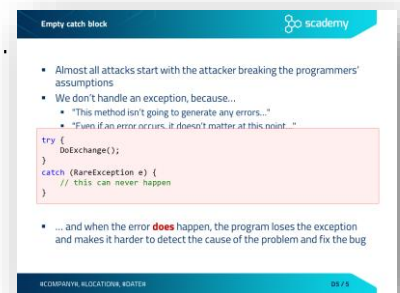 Empty catch block
scademy
▪ Almost all attacks start with the attacker breaking the programmers'
assumptions
▪ We don't handle an exception, because...
▪ "This method isn't going to generate any errors..."
▪ "Even if an error occurs, it doesn't matter at this point..."
try {
DoExchange();
}
catch (RareException e) {
// this can never happen
}
▪ ... and when the error does happen, the program loses the exception
and makes it harder to detect the cause of the problem and fix the bug
#COMPANY#, #LOCATION#, #DATE#
D5 / 5